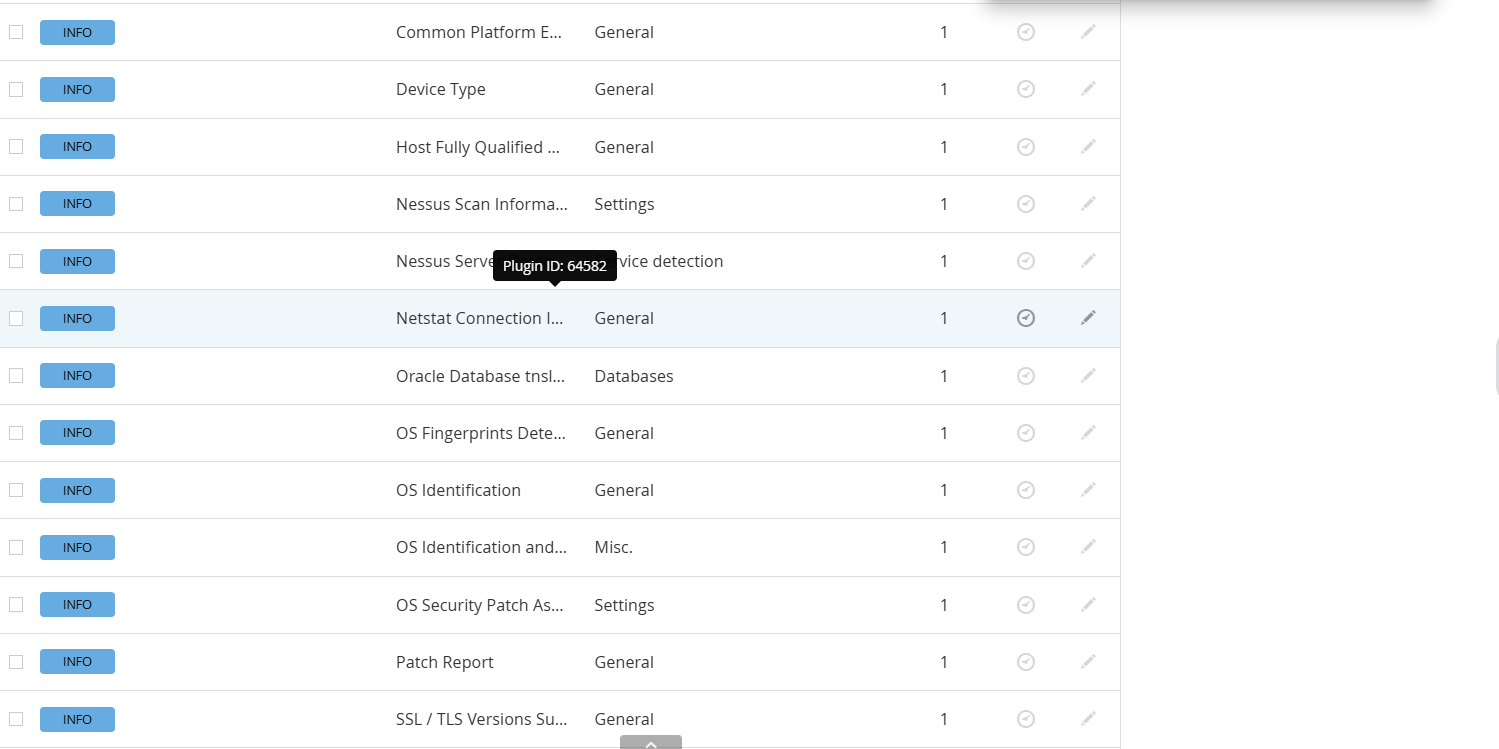 INFO Common Platform E... General 1
INFO Device Type General 1
INFO Host Fully Qualified ... General 1
INFO Nessus Scan Informa... Settings 1
INFO Nessus Serve rvice detection 1
Plugin ID: 64582
INFO Netstat Connection I... General 1
INFO Oracle Database tnsl... Databases 1
INFO OS Fingerprints Dete... General 1
INFO OS Identification General 1
INFO OS Identification and... Misc. 1
INFO OS Security Patch As... Settings 1
INFO Patch Report General 1
INFO SSL / TLS Versions Su... General 1